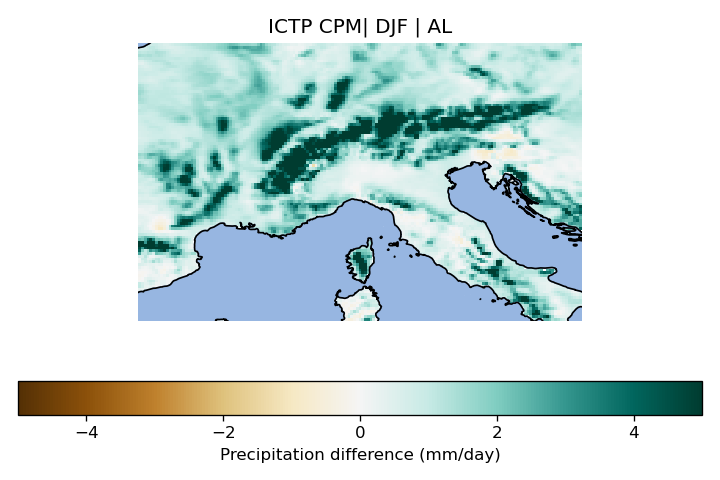 ICTP CPM| DJF | AL
−4 −2 0 2 4
Precipitation difference (mm/day)